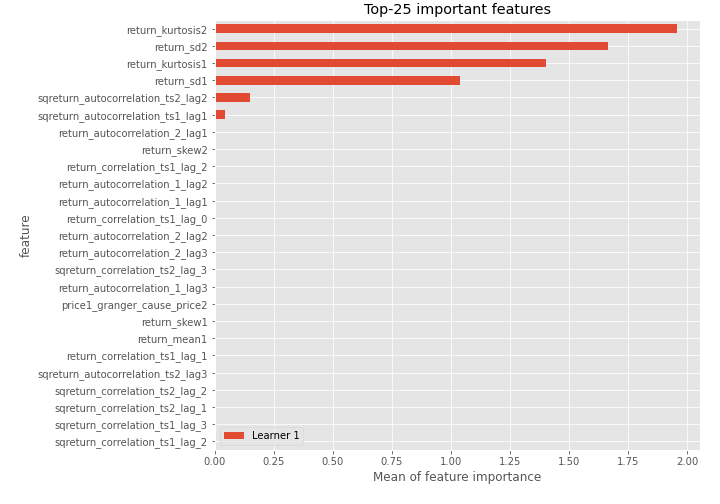 Top-25 important features
return_kurtosis2
return_sd2
return_kurtosis1
return_sd1
sqreturn_autocorrelation_ts2_lag2
sqreturn_autocorrelation_ts1_lag1
return_autocorrelation_2_lag1
return_skew2
return_correlation_ts1_lag_2
return_autocorrelation_1_lag2
return_autocorrelation_1_lag1
return_correlation_ts1_lag_0
return_autocorrelation_2_lag2
return_autocorrelation_2_lag3
sqreturn_correlation_ts2_lag_3
return_autocorrelation_1_lag3
price1_granger_cause_price2
return_skew1
return_mean1
return_correlation_ts1_lag_1
sqreturn_autocorrelation_ts2_lag3
sqreturn_correlation_ts2_lag_2
sqreturn_correlation_ts2_lag_1
sqreturn_correlation_ts1_lag_3
sqreturn_correlation_ts1_lag_2
feature
Learner 1
0.00 0.25 0.50 0.75 1.00 1.25 1.50 1.75 2.00
Mean of feature importance